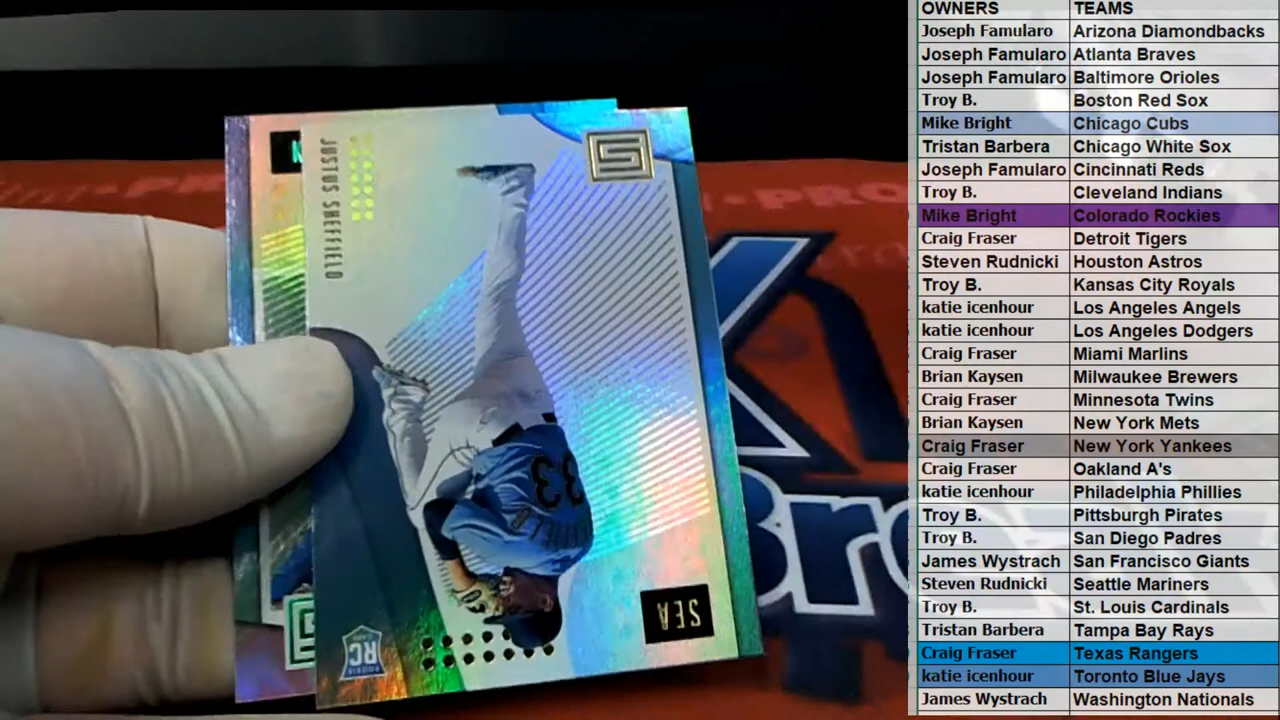 OWNERS TEAMS
Joseph Famularo Arizona Diamondbacks
Joseph Famularo Atlanta Braves
Joseph Famularo Baltimore Orioles
Troy B. Boston Red Sox
Mike Bright Chicago Cubs
Tristan Barbera Chicago White Sox
Joseph Famularo Cincinnati Reds
Troy B. Cleveland Indians
Mike Bright Colorado Rockies
Craig Fraser Detroit Tigers
Steven Rudnicki Houston Astros
Troy B. Kansas City Royals
katie icenhour Los Angeles Angels
katie icenhour Los Angeles Dodgers
Craig Fraser Miami Marlins
Brian Kaysen Milwaukee Brewers
Craig Fraser Minnesota Twins
Brian Kaysen New York Mets
Craig Fraser New York Yankees
Craig Fraser Oakland A's
katie icenhour Philadelphia Phillies
Troy B. Pittsburgh Pirates
Troy B. San Diego Padres
James Wystrach San Francisco Giants
Steven Rudnicki Seattle Mariners
Troy B. St. Louis Cardinals
Tristan Barbera Tampa Bay Rays
Craig Fraser Texas Rangers
katie icenhour Toronto Blue Jays
James Wystrach Washington Nationals
JUSTUS SHEFFIELD
33
SEA
RC